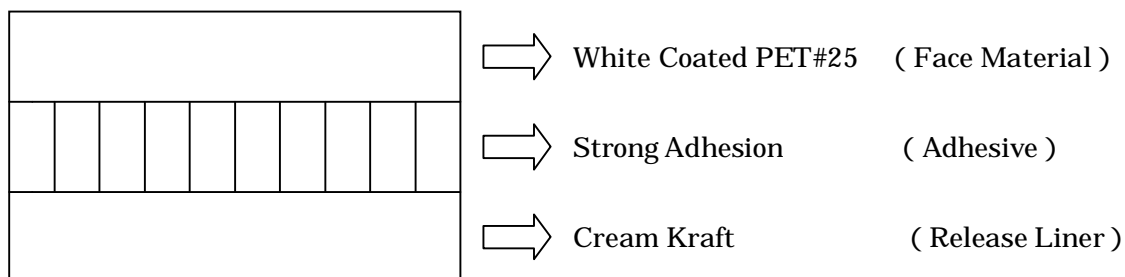 White Coated PET#25 ( Face Material )
Strong Adhesion ( Adhesive )
Cream Kraft ( Release Liner )